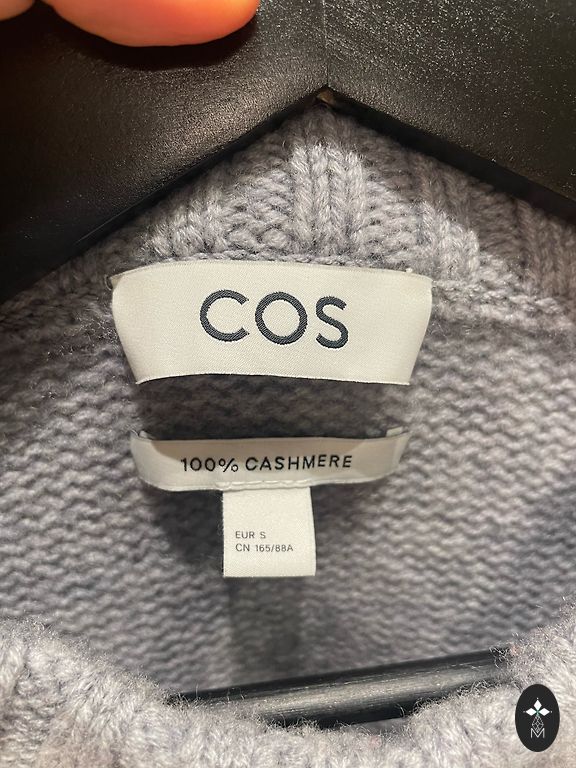 COS
100% CASHMERE
EUR S
CN 165/88A